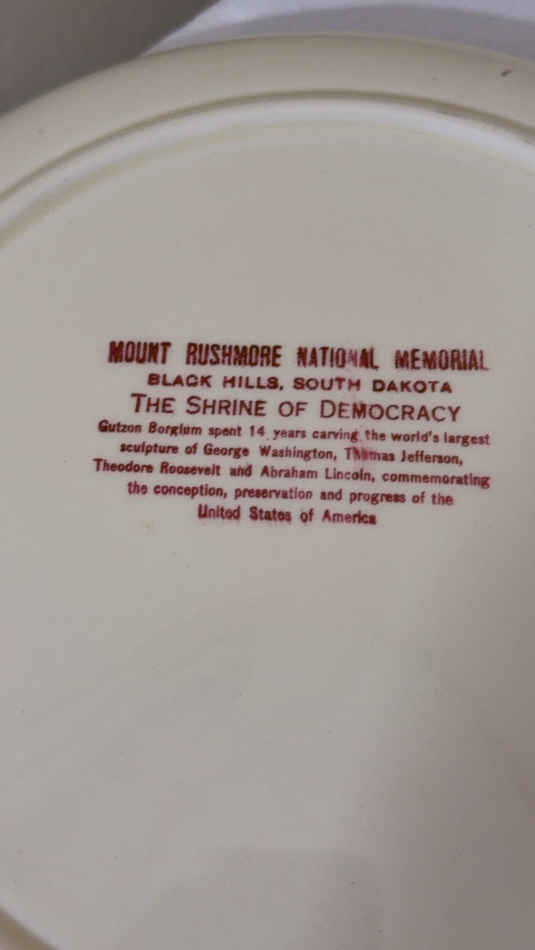 MOUNT RUSHMORE NATIONAL MEMORIAL
BLACK HILLS, SOUTH DAKOTA
THE SHRINE OF DEMOCRACY
Gutzon Borglum spent 14 years carving the world's largest
sculpture of George Washington, Thomas Jefferson,
Theodore Roosevelt and Abraham Lincoln, commemorating
the conception, preservation and progress of the
United States of America